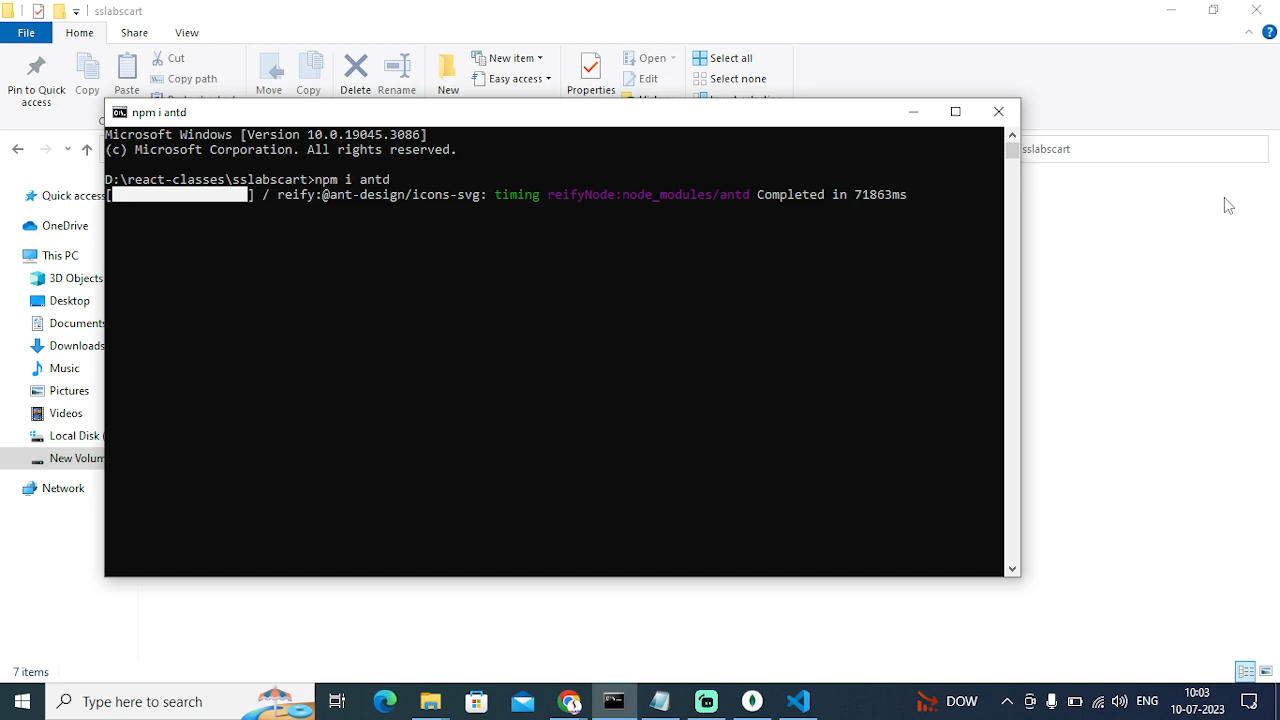 sslabscart
File
Home
Share
View
Pin to Quick access
Copy
Paste
Cut
Copy path
Move
Copy
Delete
Rename
New
New item
Easy access
Properties
Open
Edit
Select all
Select none
npm i antd
sslabscart
Microsoft Windows [Version 10.0.19045.3086]
(c) Microsoft Corporation. All rights reserved.
D:\react-classes\sslabscart>npm i antd
[ ] / reify:@ant-design/icons-svg: timing reifyNode:node_modules/antd Completed in 71863ms
Quick access
OneDrive
This PC
3D Objects
Desktop
Documents
Downloads
Music
Pictures
Videos
Local Disk (
New Volum
Network
7 items
Type here to search
DOW
ENG
10:03
10-07-2023